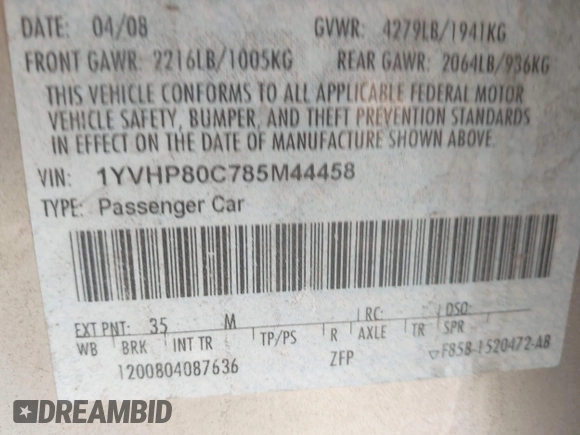 DATE: 04/08 GVWR: 4279LB/1941KG
FRONT GAWR: 2216LB/1005KG REAR GAWR: 2064LB/936KG
THIS VEHICLE CONFORMS TO ALL APPLICABLE FEDERAL MOTOR
VEHICLE SAFETY, BUMPER, AND THEFT PREVENTION STANDARDS
IN EFFECT ON THE DATE OF MANUFACTURE SHOWN ABOVE.
VIN: 1YVHP80C785M44458
TYPE: Passenger Car
EXT PNT: 35 M RC: DSO:
WB BRK INT TR TP/PS R AXLE TR SPR
1200804087636 ZFP ▽F85B-1520472-AB
DREAMBID